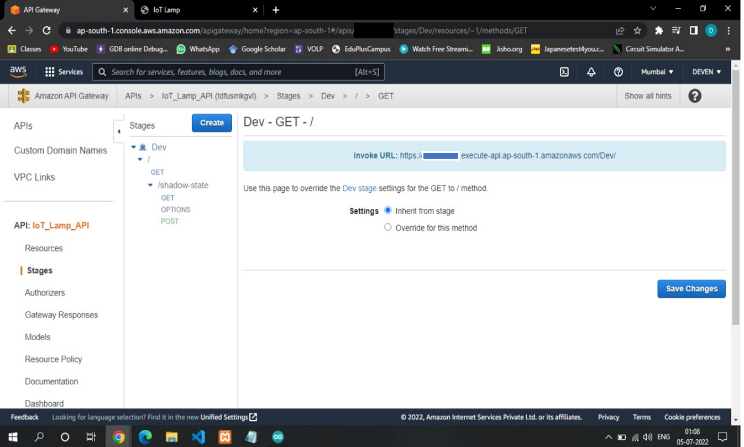 API Gateway
IoT Lamp
ap-south-1.console.aws.amazon.com/apigateway/home?region=ap-south-1#/apis/ /stages/Dev/resources/~1/methods/GET
Classes YouTube GDB online Debug... WhatsApp Google Scholar VOLP EduPlusCampus Watch Free Streami... Jisho.org Japanesetest4you.c... Circuit Simulator A... »
aws Services Search for services, features, blogs, docs, and more [Alt+S] Mumbai ▼ DEVEN ▼
Amazon API Gateway APIs > IoT_Lamp_API (tdfusmkgvl) > Stages > Dev > / > GET Show all hints ?
APIs
Custom Domain Names
VPC Links
API: IoT_Lamp_API
Resources
Stages
Authorizers
Gateway Responses
Models
Resource Policy
Documentation
Dashboard
Stages Create
Dev
/
GET
/shadow-state
GET
OPTIONS
POST
Dev - GET - /
Invoke URL: https:/ execute-api.ap-south-1.amazonaws.com/Dev/
Use this page to override the Dev stage settings for the GET to / method.
Settings Inherit from stage
Override for this method
Save Changes
Feedback Looking for language selection? Find it in the new Unified Settings © 2022, Amazon Internet Services Private Ltd. or its affiliates. Privacy Terms Cookie preferences
ENG 01:08
05-07-2022